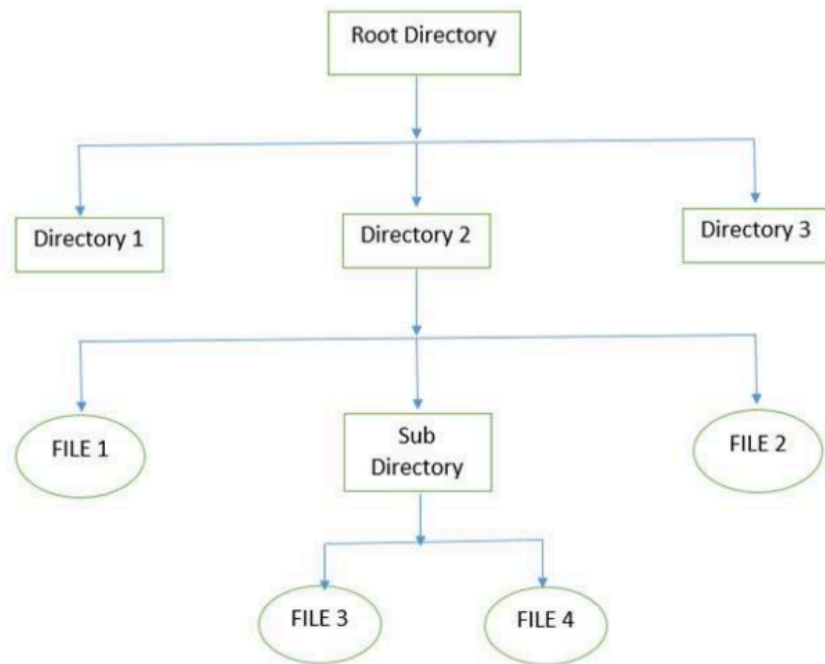 Root Directory
Directory 1
Directory 2
Directory 3
FILE 1
Sub
Directory
FILE 2
FILE 3
FILE 4